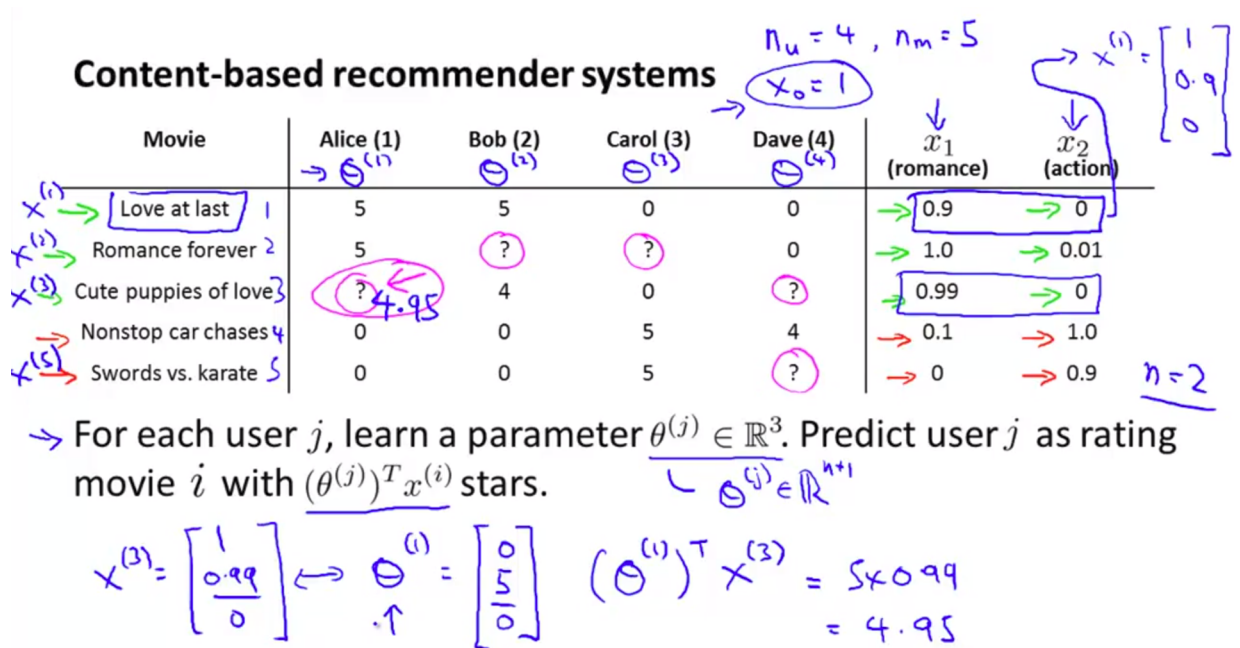 n_u = 4 , n_m = 5
Content-based recommender systems
→ x_0 = 1
→ x^(1) = [1 0.9 0]
Movie Alice (1) Bob (2) Carol (3) Dave (4) x_1 (romance) x_2 (action)
→ θ^(1) θ^(2) θ^(3) θ^(4)
x^(1) → Love at last 1 5 5 0 0 → 0.9 → 0
x^(2) → Romance forever 2 5 ? ? 0 → 1.0 → 0.01
x^(3) → Cute puppies of love 3 ? 4.95 4 0 ? → 0.99 → 0
→ Nonstop car chases 4 0 0 5 4 → 0.1 → 1.0
x^(5) → Swords vs. karate 5 0 0 5 ? → 0 → 0.9
n = 2
→ For each user j, learn a parameter θ^(j) ∈ ℝ^3. Predict user j as rating
movie i with (θ^(j))^T x^(i) stars.
θ^(j) ∈ ℝ^n+1
x^(3) = [1 0.99 0] ↔ θ^(1) = [0 5 0] (θ^(1))^T x^(3) = 5×0.99
= 4.95